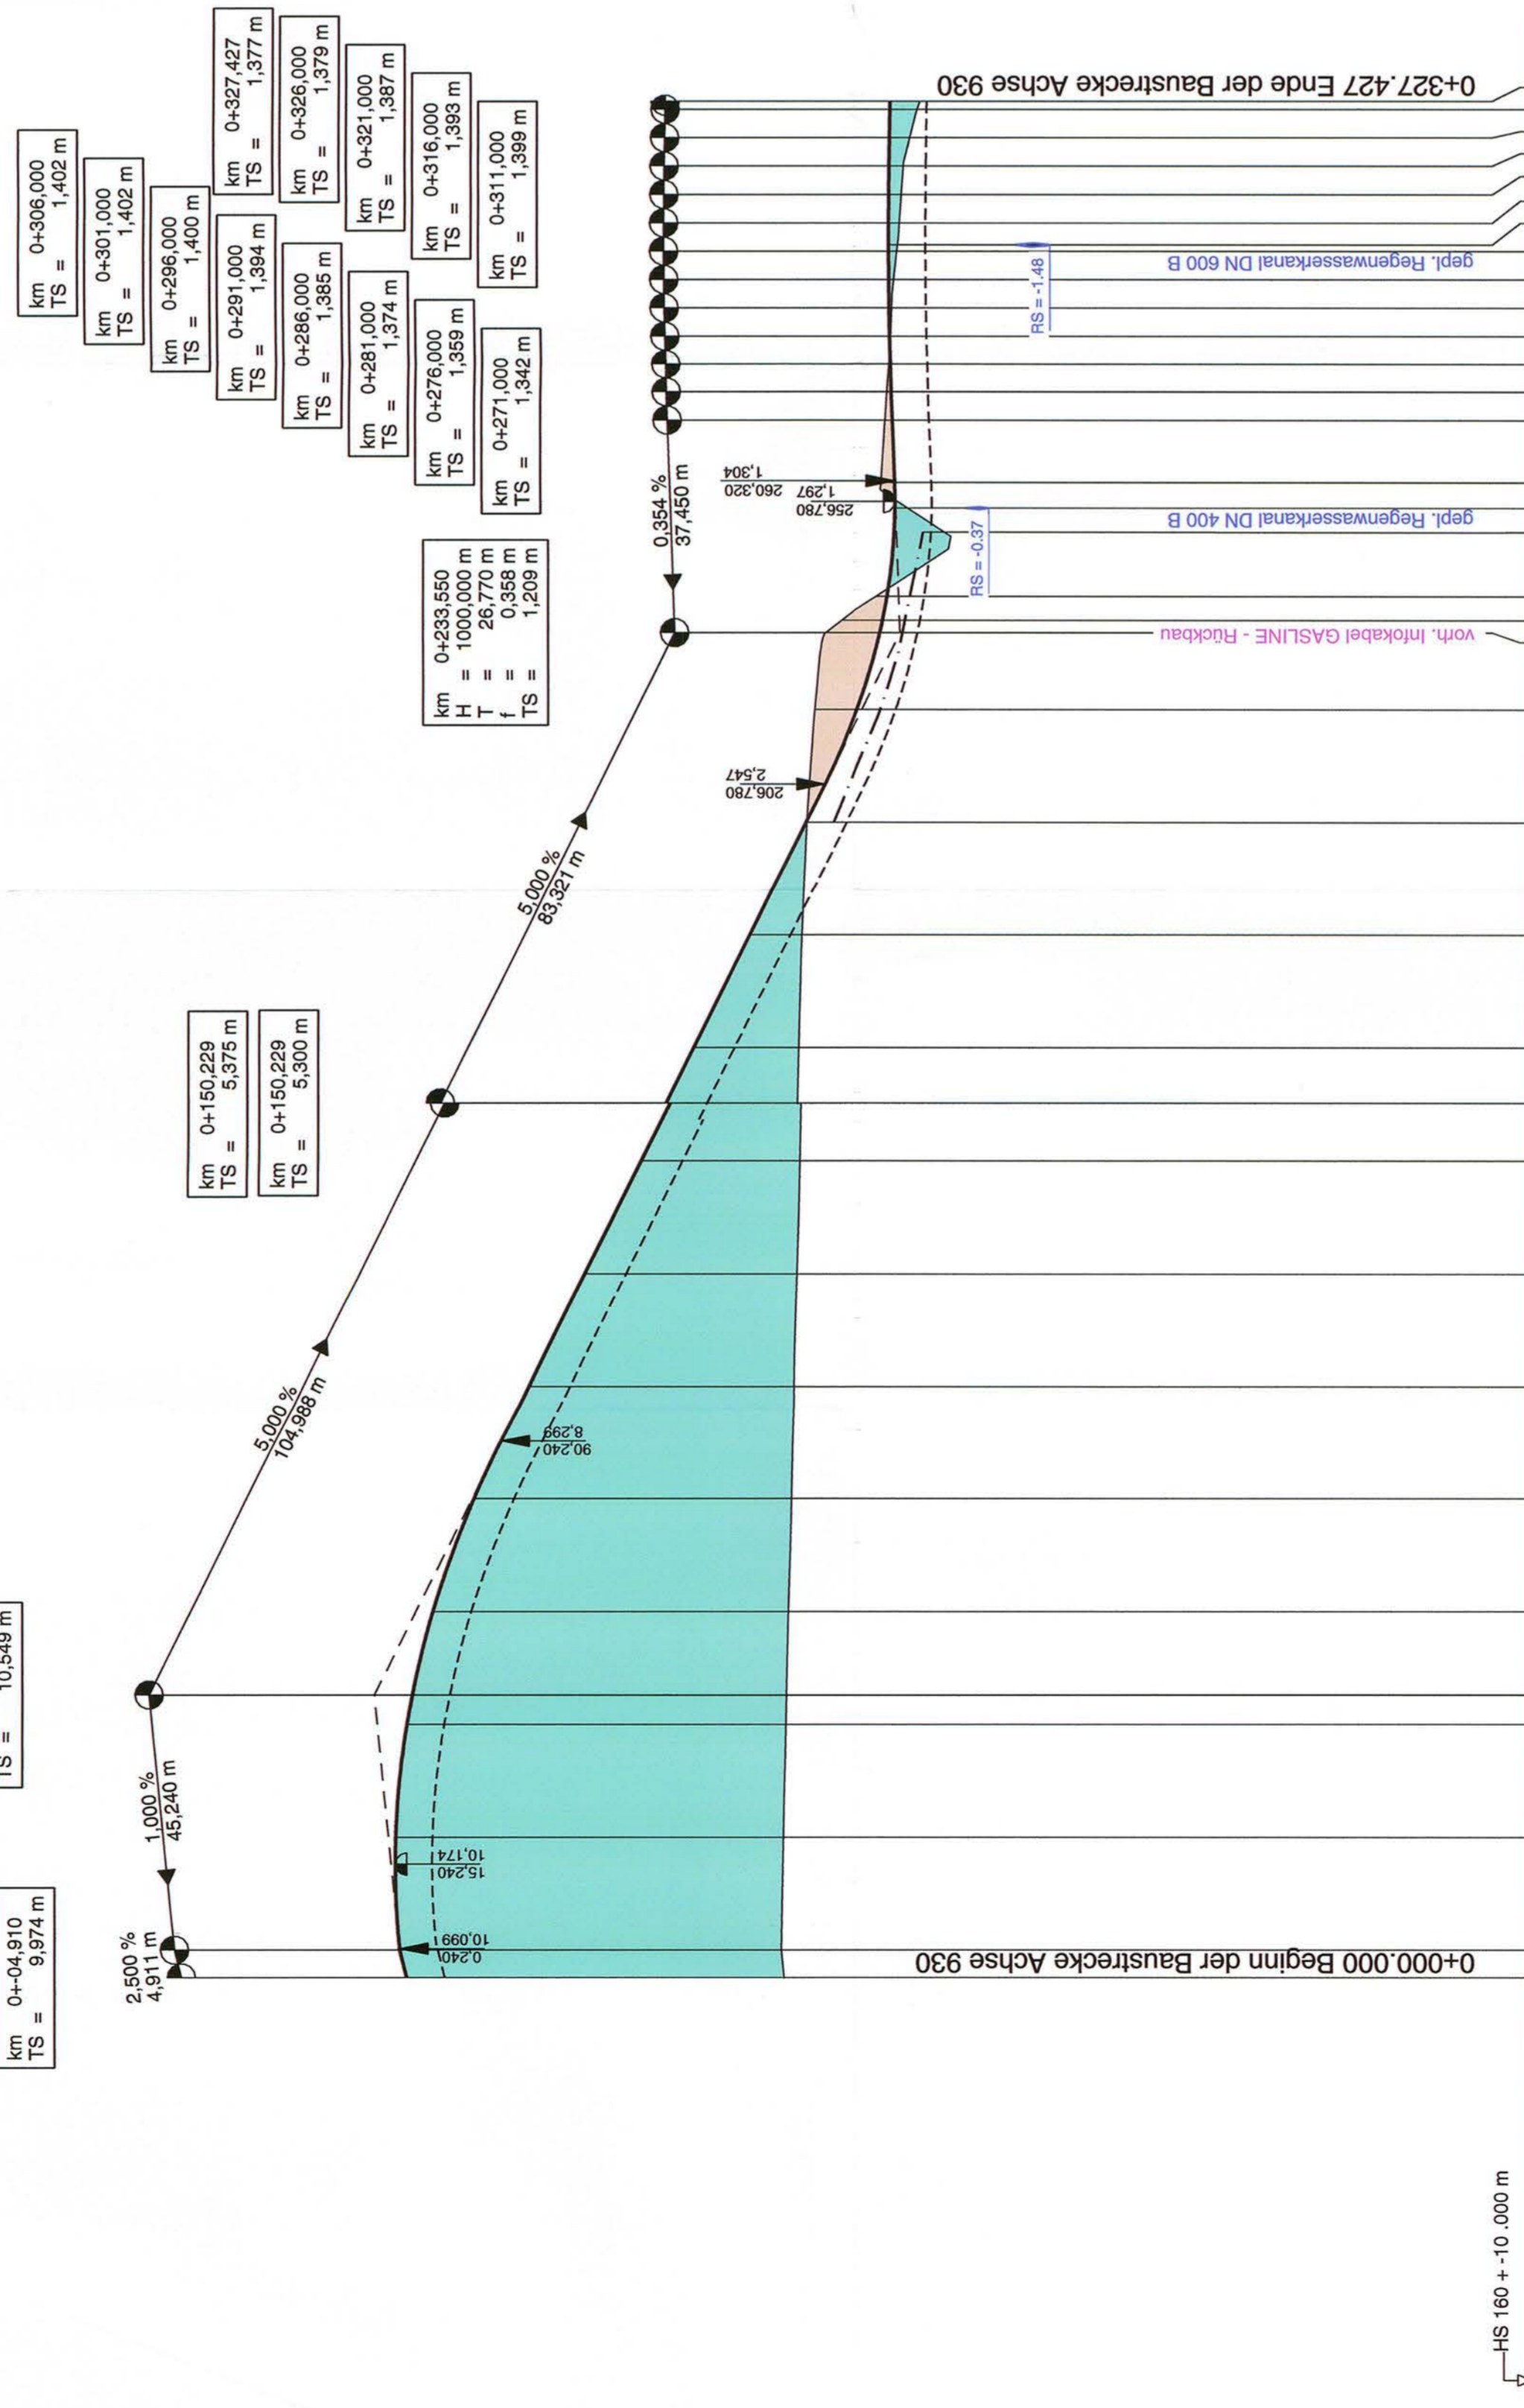 km 0+306,000
TS = 1,402 m
km 0+301,000
TS = 1,402 m
km 0+296,000
TS = 1,400 m
km 0+291,000
TS = 1,394 m
km 0+286,000
TS = 1,385 m
km 0+281,000
TS = 1,374 m
km 0+276,000
TS = 1,359 m
km 0+271,000
TS = 1,342 m
km 0+327,427
TS = 1,377 m
km 0+326,000
TS = 1,379 m
km 0+321,000
TS = 1,387 m
km 0+316,000
TS = 1,393 m
km 0+311,000
TS = 1,399 m
km 0+233,550
H = 1000,000 m
T = 26,770 m
f = 0,358 m
TS = 1,209 m
km 0+150,229
TS = 5,375 m
km 0+150,229
TS = 5,300 m
TS = 10,549 m
km 0+-04,910
TS = 9,974 m
2,500 %
4,911 m
1,000 %
45,240 m
5,000 %
104,988 m
5,000 %
83,321 m
0,354 %
37,450 m
0,240
10,099
15,240
10,174
90,240
8,299
206,780
2,547
256,780
1,297
260,320
1,304
RS = -0.37
RS = -1.48
0+000.000 Beginn der Baustrecke Achse 930
vorh. Infokabel GASLINE - Rückbau
gepl. Regenwasserkanal DN 400 B
gepl. Regenwasserkanal DN 600 B
0+327.427 Ende der Baustrecke Achse 930
HS 160 + -10 .000 m